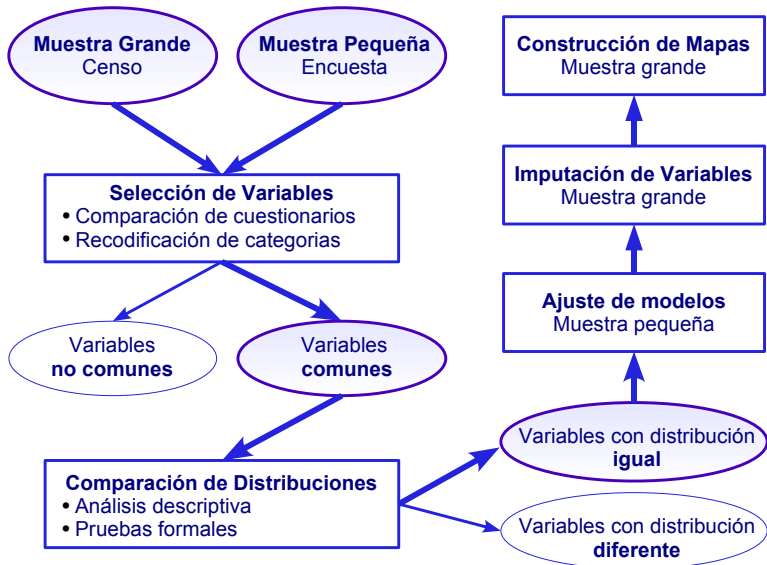 Muestra Grande
Censo
Muestra Pequeña
Encuesta
Selección de Variables
• Comparación de cuestionarios
• Recodificación de categorias
Variables
no comunes
Variables
comunes
Comparación de Distribuciones
• Análisis descriptiva
• Pruebas formales
Variables con distribución
igual
Variables con distribución
diferente
Ajuste de modelos
Muestra pequeña
Imputación de Variables
Muestra grande
Construcción de Mapas
Muestra grande